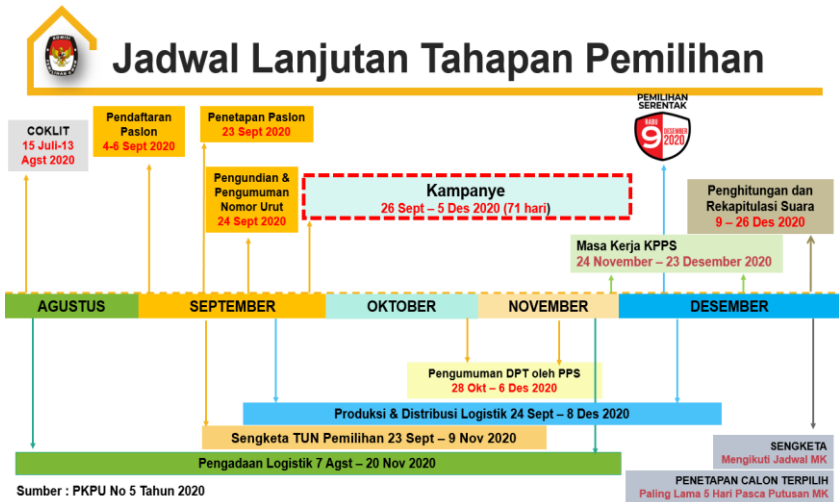 Jadwal Lanjutan Tahapan Pemilihan
PEMILIHAN
SERENTAK
RABU
9
DESEMBER
2020
COKLIT
15 Juli-13
Agst 2020
Pendaftaran
Paslon
4-6 Sept 2020
Penetapan Paslon
23 Sept 2020
Pengundian &
Pengumuman
Nomor Urut
24 Sept 2020
Kampanye
26 Sept – 5 Des 2020 (71 hari)
Penghitungan dan
Rekapitulasi Suara
9 – 26 Des 2020
Masa Kerja KPPS
24 November – 23 Desember 2020
AGUSTUS
SEPTEMBER
OKTOBER
NOVEMBER
DESEMBER
Pengumuman DPT oleh PPS
28 Okt – 6 Des 2020
Produksi & Distribusi Logistik 24 Sept – 8 Des 2020
Sengketa TUN Pemilihan 23 Sept – 9 Nov 2020
Pengadaan Logistik 7 Agst – 20 Nov 2020
SENGKETA
Mengikuti Jadwal MK
PENETAPAN CALON TERPILIH
Paling Lama 5 Hari Pasca Putusan MK
Sumber : PKPU No 5 Tahun 2020